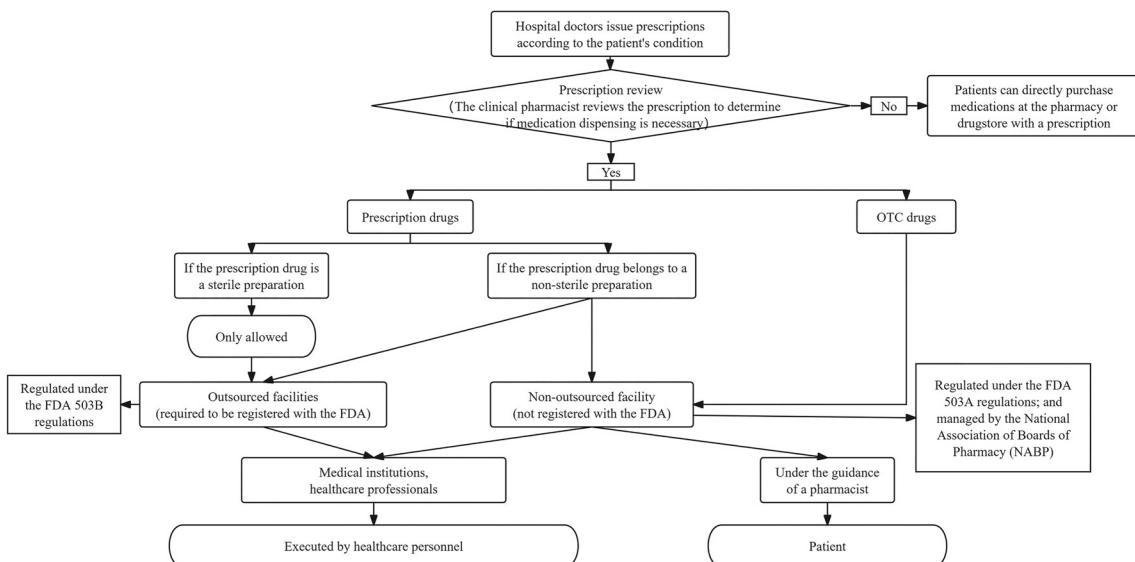 Hospital doctors issue prescriptions
according to the patient's condition
Prescription review
(The clinical pharmacist reviews the prescription to determine
if medication dispensing is necessary)
No
Patients can directly purchase
medications at the pharmacy or
drugstore with a prescription
Yes
Prescription drugs
OTC drugs
If the prescription drug is
a sterile preparation
If the prescription drug belongs to a
non-sterile preparation
Only allowed
Regulated under
the FDA 503B
regulations
Outsourced facilities
(required to be registered with the FDA)
Non-outsourced facility
(not registered with the FDA)
Regulated under the FDA
503A regulations; and
managed by the National
Association of Boards of
Pharmacy (NABP)
Medical institutions,
healthcare professionals
Under the guidance
of a pharmacist
Executed by healthcare personnel
Patient